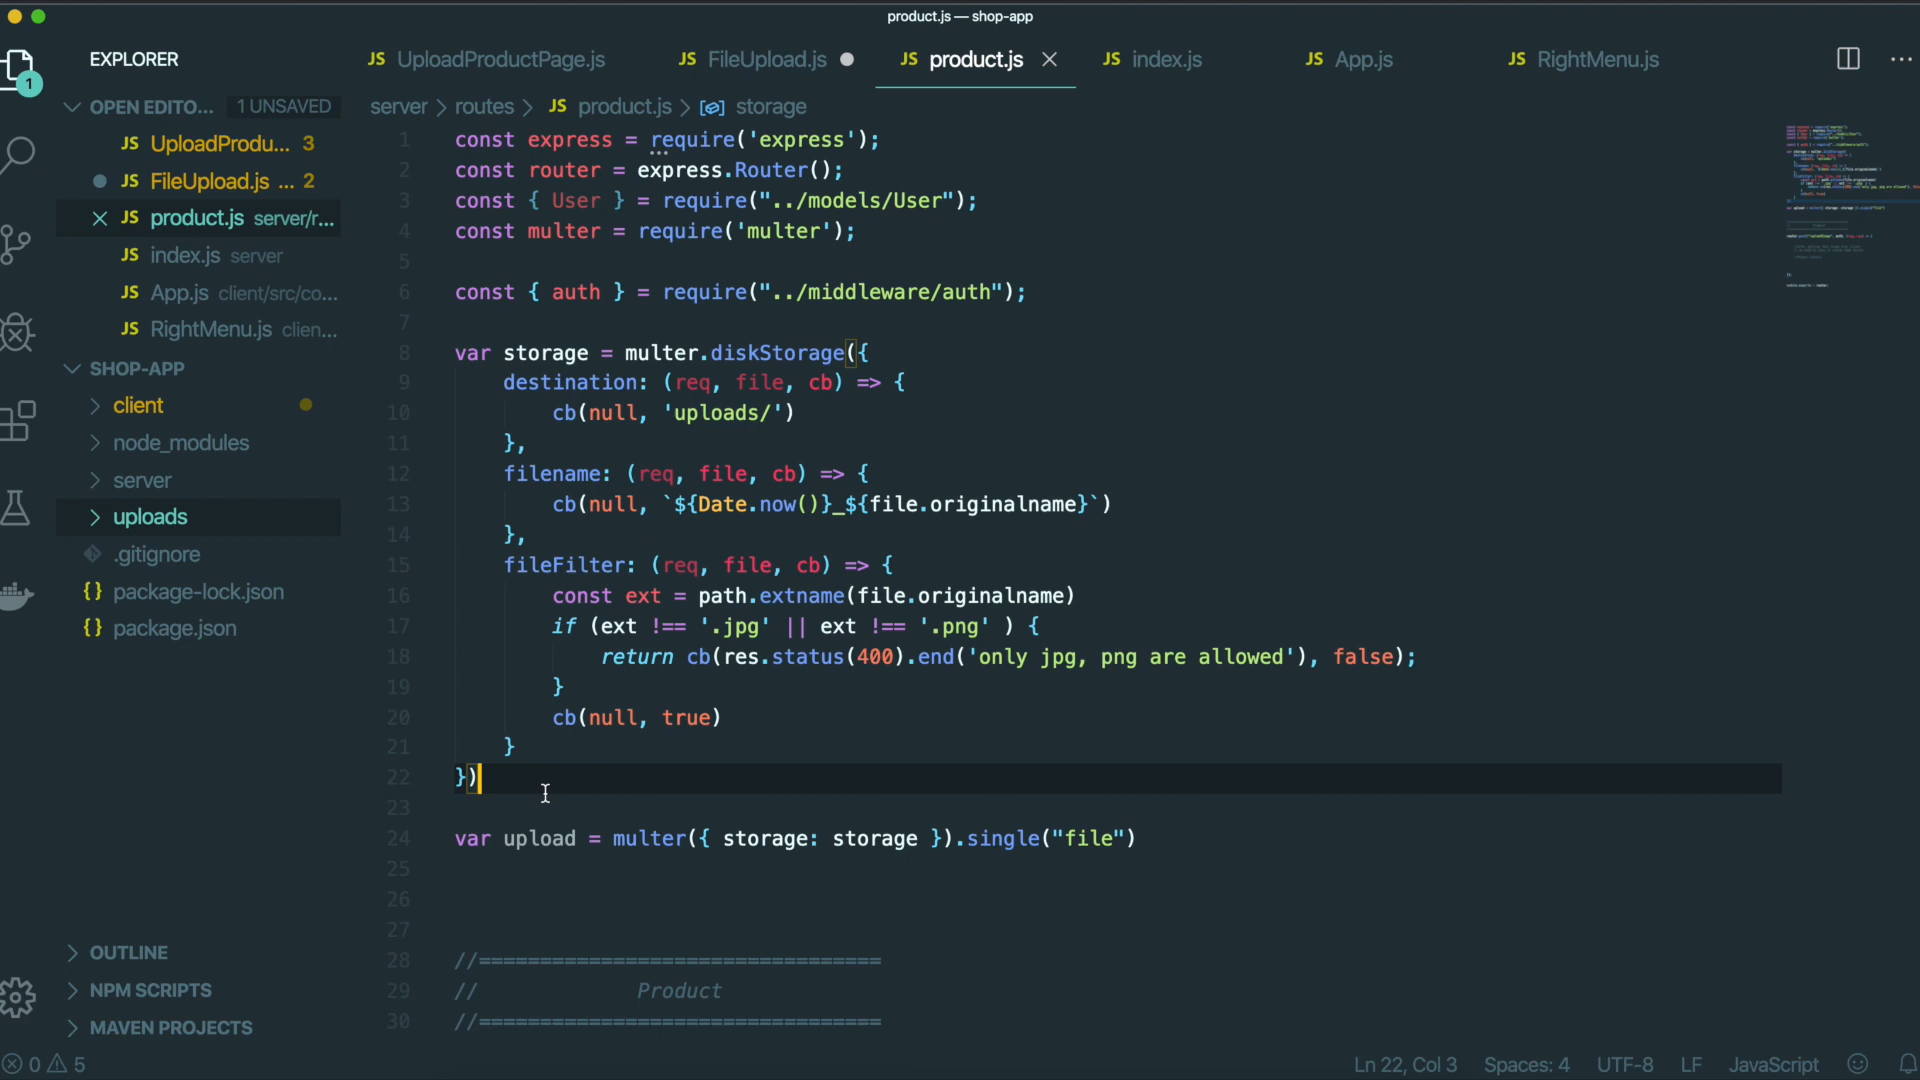 product.js — shop-app
EXPLORER
JS UploadProductPage.js
JS FileUpload.js
JS product.js
JS index.js
JS App.js
JS RightMenu.js
1
OPEN EDITO... 1 UNSAVED
JS UploadProdu... 3
JS FileUpload.js ... 2
JS product.js server/r...
JS index.js server
JS App.js client/src/co...
JS RightMenu.js clien...
SHOP-APP
client
node_modules
server
uploads
.gitignore
{} package-lock.json
{} package.json
OUTLINE
NPM SCRIPTS
MAVEN PROJECTS
server > routes > JS product.js > storage
1 const express = require('express');
2 const router = express.Router();
3 const { User } = require("../models/User");
4 const multer = require('multer');
5
6 const { auth } = require("../middleware/auth");
7
8 var storage = multer.diskStorage({
9 destination: (req, file, cb) => {
10 cb(null, 'uploads/')
11 },
12 filename: (req, file, cb) => {
13 cb(null, `${Date.now()}_${file.originalname}`)
14 },
15 fileFilter: (req, file, cb) => {
16 const ext = path.extname(file.originalname)
17 if (ext !== '.jpg' || ext !== '.png' ) {
18 return cb(res.status(400).end('only jpg, png are allowed'), false);
19 }
20 cb(null, true)
21 }
22 })
23
24 var upload = multer({ storage: storage }).single("file")
25
26
27
28 //=================================
29 // Product
30 //=================================
0 5
Ln 22, Col 3
Spaces: 4
UTF-8
LF
JavaScript